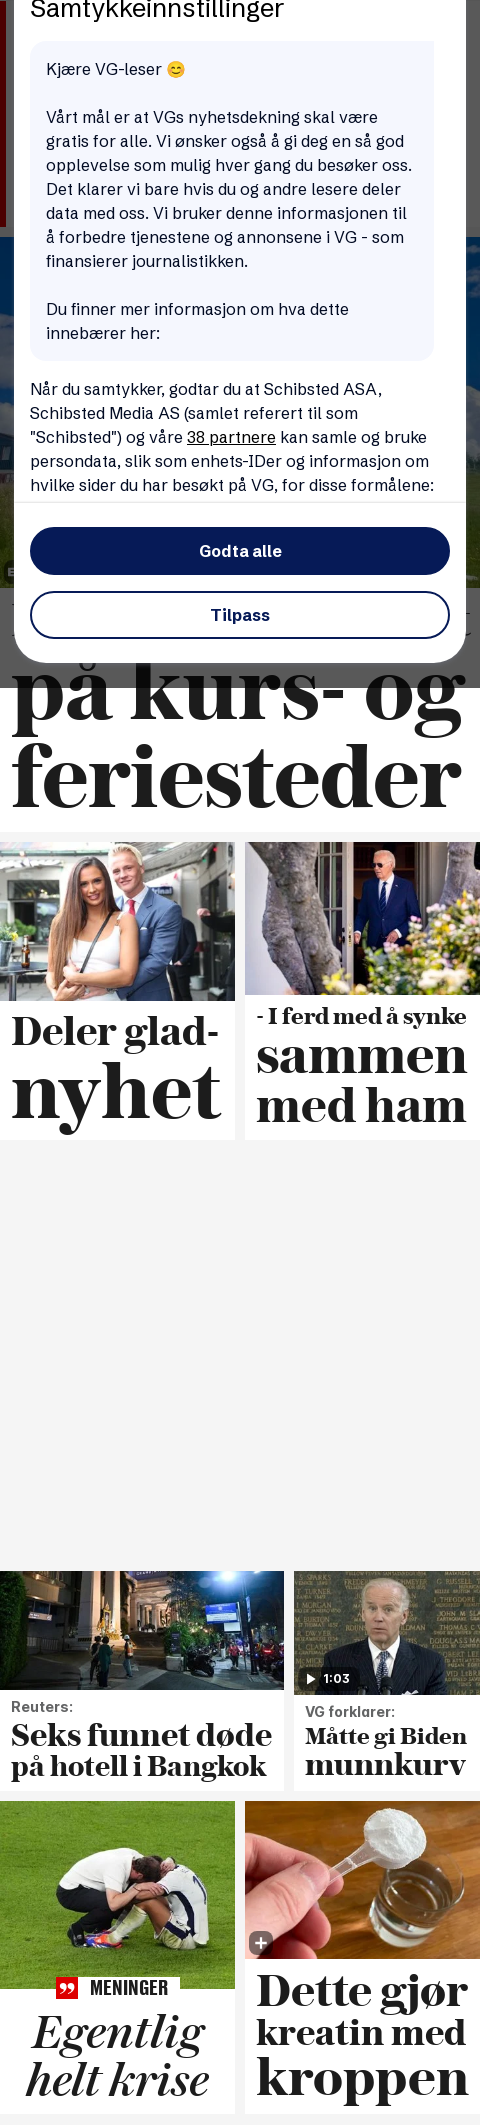 Samtykkeinnstillinger
Kjære VG-leser 😊
Vårt mål er at VGs nyhetsdekning skal være
gratis for alle. Vi ønsker også å gi deg en så god
opplevelse som mulig hver gang du besøker oss.
Det klarer vi bare hvis du og andre lesere deler
data med oss. Vi bruker denne informasjonen til
å forbedre tjenestene og annonsene i VG - som
finansierer journalistikken.
Du finner mer informasjon om hva dette
innebærer her:
Når du samtykker, godtar du at Schibsted ASA,
Schibsted Media AS (samlet referert til som
"Schibsted") og våre 38 partnere kan samle og bruke
persondata, slik som enhets-IDer og informasjon om
hvilke sider du har besøkt på VG, for disse formålene:
Godta alle
Tilpass
på kurs- og
feriesteder
Deler glad-
nyhet
- I ferd med å synke
sammen
med ham
1:03
Reuters:
Seks funnet døde
på hotell i Bangkok
VG forklarer:
Måtte gi Biden
munnkurv
MENINGER
Egentlig
helt krise
Dette gjør
kreatin med
kroppen